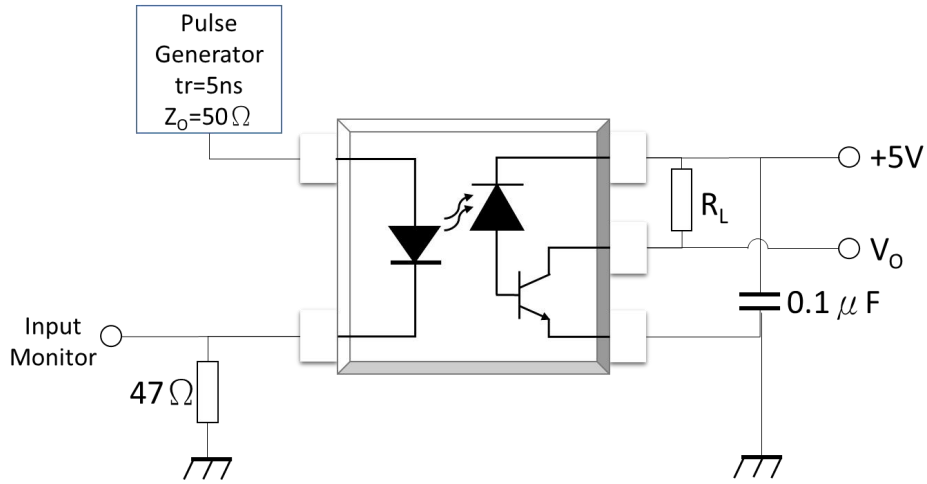 Pulse
Generator
tr=5ns
Zo=50Ω
+5V
RL
Vo
0.1μF
Input
Monitor
47Ω